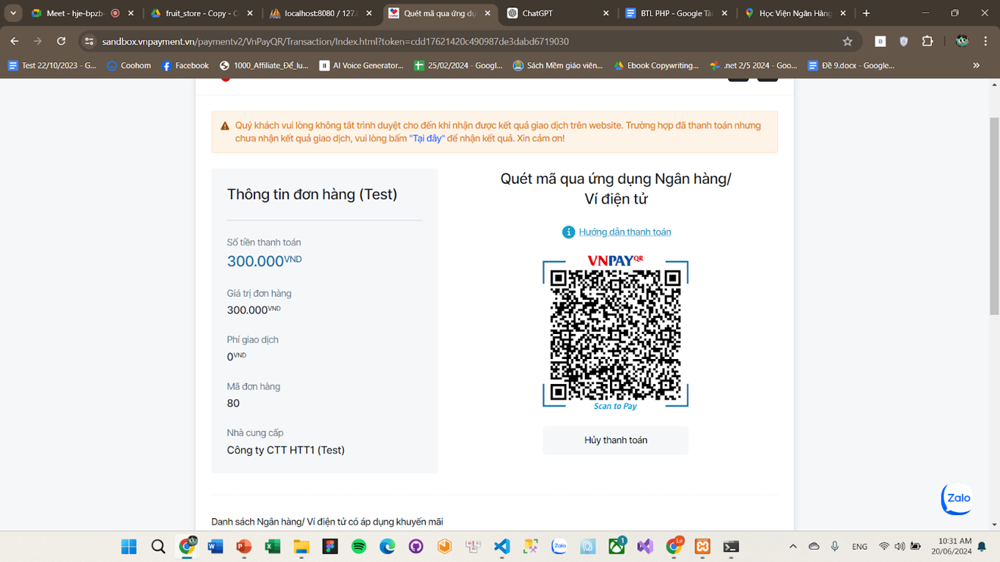 Meet - hje-bpzb-
fruit_store - Copy - C
localhost:8080 / 127.
Quét mã qua ứng dụ
ChatGPT
BTL PHP - Google Tài
Học Viện Ngân Hàng
sandbox.vnpayment.vn/paymentv2/VnPayQR/Transaction/Index.html?token=cdd17621420c490987de3dabd6719030
Test 22/10/2023 - G...
Coohom
Facebook
1000_Affiliate_Để_lu...
AI Voice Generator...
25/02/2024 - Googl...
Sách Mềm giáo viên...
Ebook Copywriting...
.net 2/5 2024 - Goo...
Đề 9.docx - Google...
Quý khách vui lòng không tắt trình duyệt cho đến khi nhận được kết quả giao dịch trên website. Trường hợp đã thanh toán nhưng
chưa nhận kết quả giao dịch, vui lòng bấm "Tại đây" để nhận kết quả. Xin cảm ơn!
Thông tin đơn hàng (Test)
Số tiền thanh toán
300.000VND
Giá trị đơn hàng
300.000VND
Phí giao dịch
0VND
Mã đơn hàng
80
Nhà cung cấp
Công ty CTT HTT1 (Test)
Quét mã qua ứng dụng Ngân hàng/
Ví điện tử
Hướng dẫn thanh toán
VNPAYQR
Scan to Pay
Hủy thanh toán
Zalo
Danh sách Ngân hàng/ Ví điện tử có áp dụng khuyến mãi
Zalo
1
Le
ENG
10:31 AM
20/06/2024